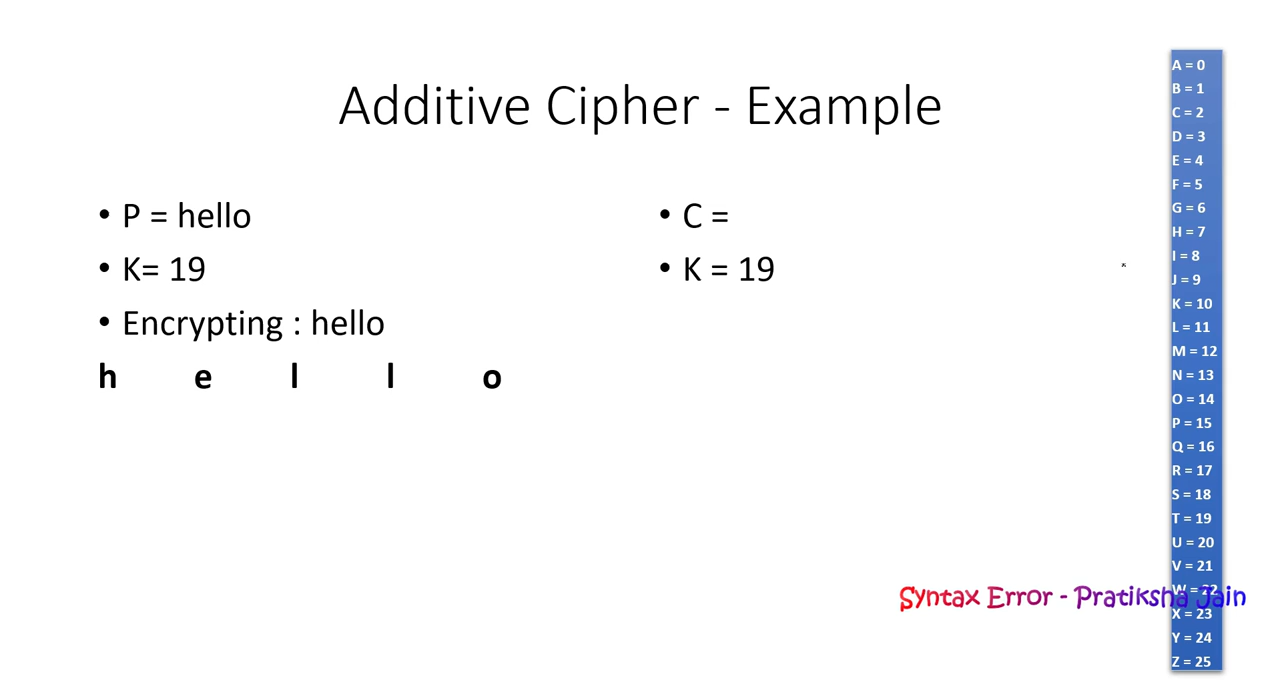 Additive Cipher - Example
• P = hello
• K= 19
• Encrypting : hello
h e l l o
• C =
• K = 19
A = 0
B = 1
C = 2
D = 3
E = 4
F = 5
G = 6
H = 7
I = 8
J = 9
K = 10
L = 11
M = 12
N = 13
O = 14
P = 15
Q = 16
R = 17
S = 18
T = 19
U = 20
V = 21
W = 22
X = 23
Y = 24
Z = 25
Syntax Error - Pratiksha Jain